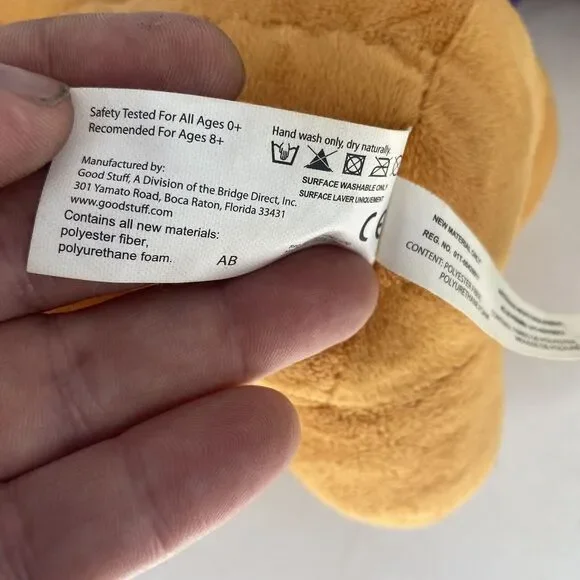 Safety Tested For All Ages 0+
Recomended For Ages 8+
Manufactured by:
Good Stuff, A Division of the Bridge Direct, Inc.
301 Yamato Road, Boca Raton, Florida 33431
www.goodstuff.com
Contains all new materials:
polyester fiber,
polyurethane foam.
AB
Hand wash only, dry naturally.
SURFACE WASHABLE ONLY
SURFACE LAVER UNIQUEMENT
CE
NEW MATERIAL ONLY
REG. NO.
CONTENT: POLYESTER FIBER
POLYURETHANE